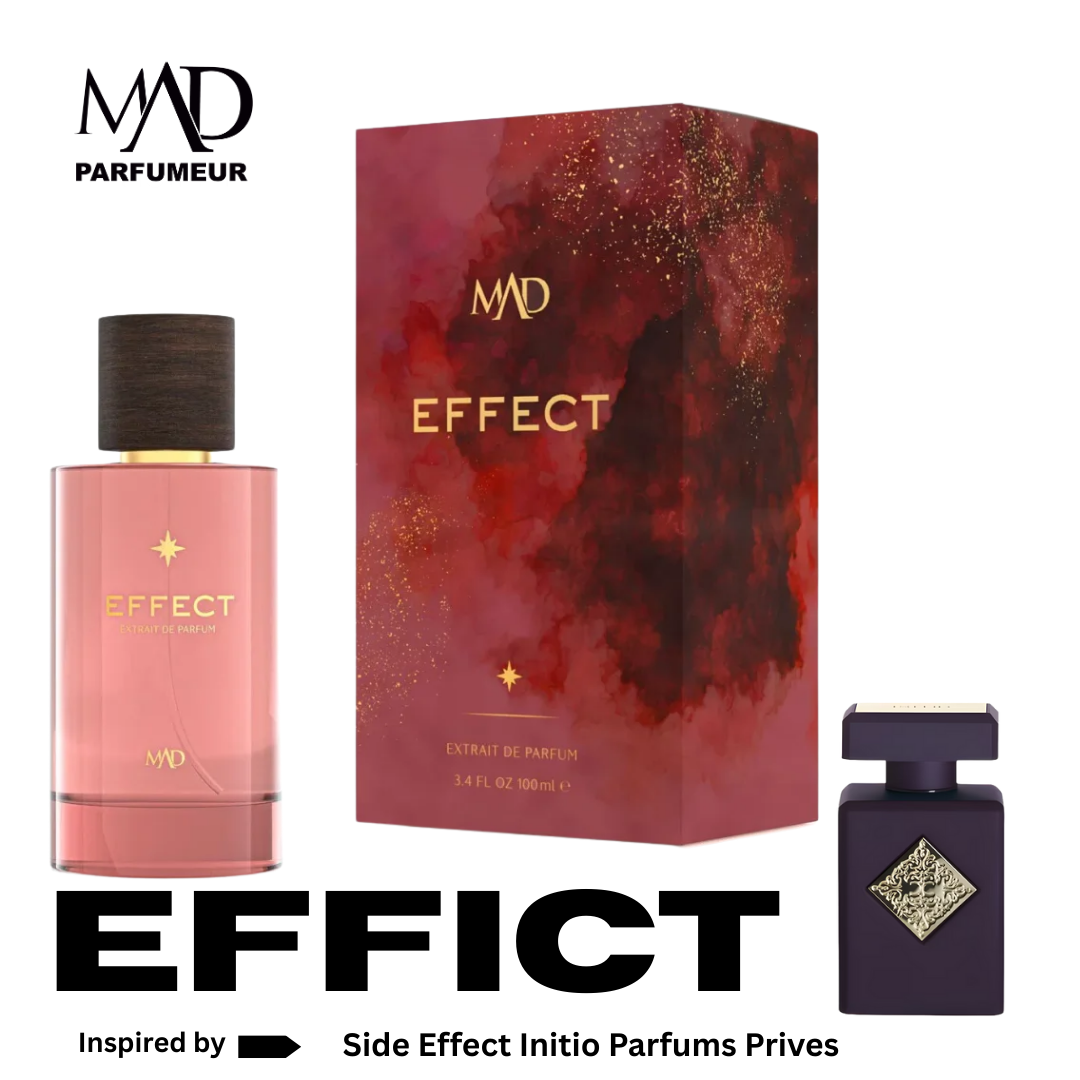 MAD
PARFUMEUR
MAD
EFFECT
EXTRAIT DE PARFUM
3.4 FL OZ 100ml ℮
EFFECT
EXTRAIT DE PARFUM
MAD
EFFICT
Inspired by
Side Effect Initio Parfums Prives